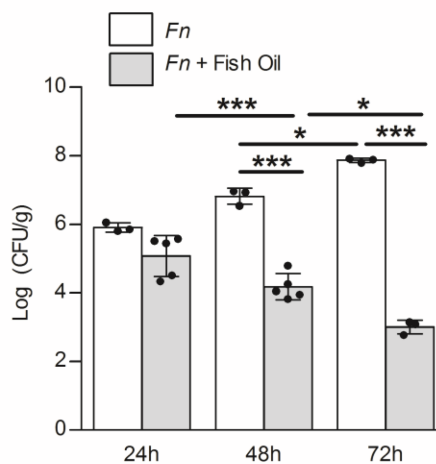 Fn
Fn + Fish Oil
Log (CFU/g)
10
8
6
4
2
0
*** *
*
*** ***
24h 48h 72h